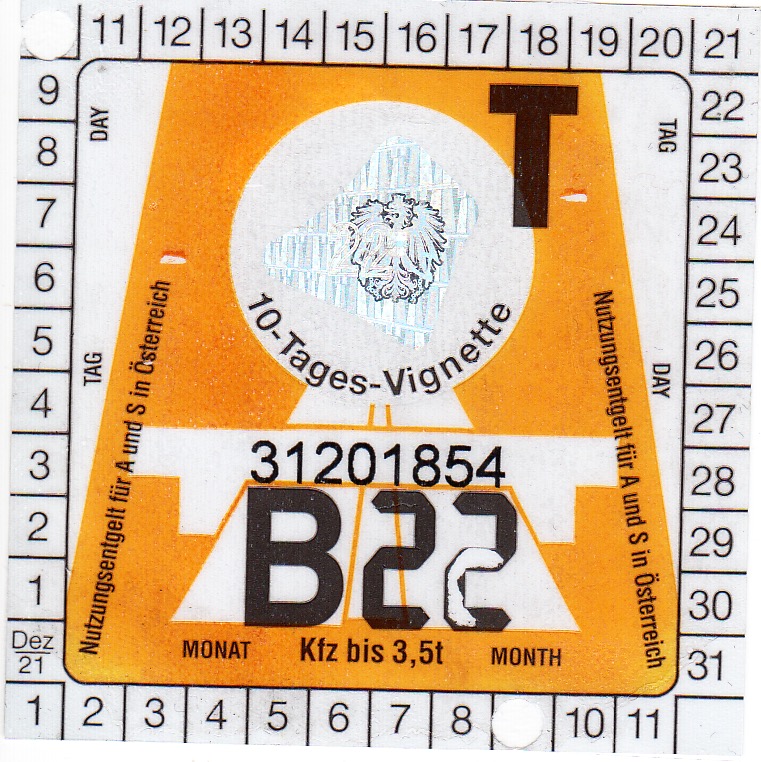 11 12 13 14 15 16 17 18 19 20 21
9
8
7
6
5
4
3
2
1
Dez
21
DAY
TAG
T
TAG
DAY
10-Tages-Vignette
Nutzungsentgelt für A und S in Österreich
Nutzungsentgelt für A und S in Österreich
31201854
B22
MONAT Kfz bis 3,5t MONTH
22
23
24
25
26
27
28
29
30
31
1 2 3 4 5 6 7 8 10 11